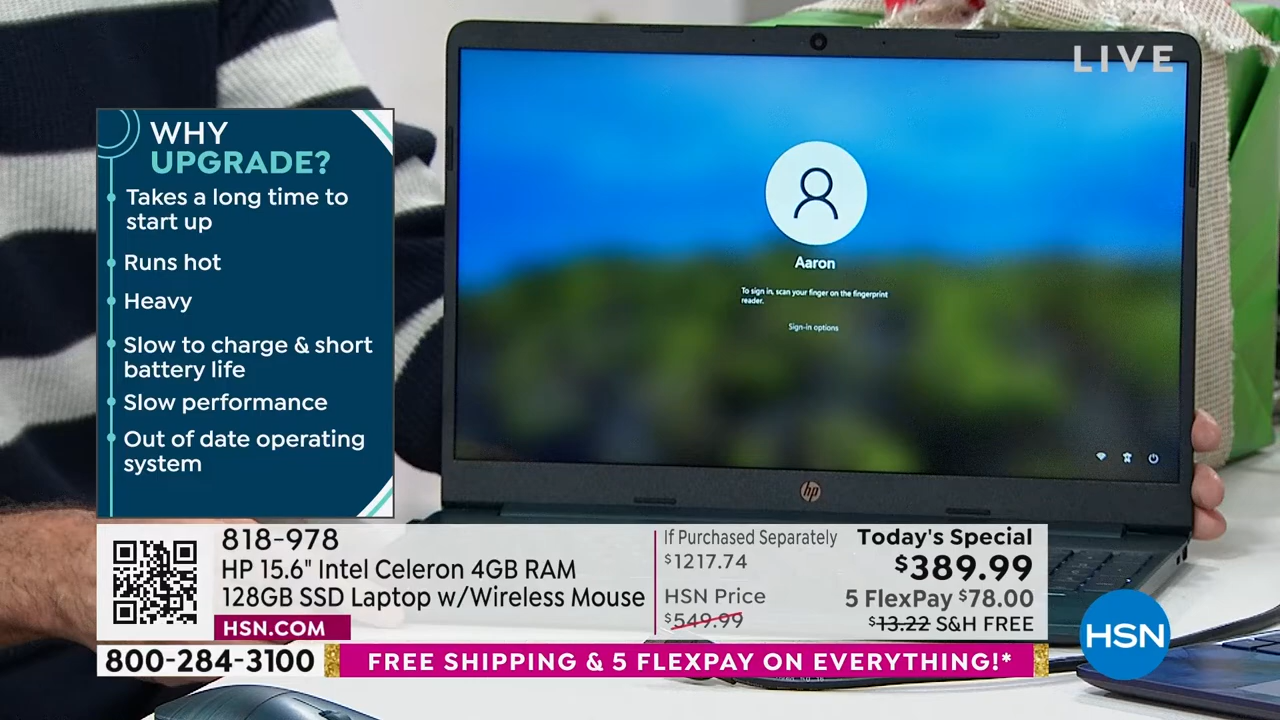 LIVE
WHY
UPGRADE?
Takes a long time to
start up
Runs hot
Heavy
Slow to charge & short
battery life
Slow performance
Out of date operating
system
Aaron
To sign in, scan your finger on the fingerprint
reader.
Sign-in options
hp
818-978
HP 15.6" Intel Celeron 4GB RAM
128GB SSD Laptop w/Wireless Mouse
HSN.COM
If Purchased Separately
$1217.74
HSN Price
$549.99
Today's Special
$389.99
5 FlexPay $78.00
$13.22 S&H FREE
HSN
800-284-3100
FREE SHIPPING & 5 FLEXPAY ON EVERYTHING!*